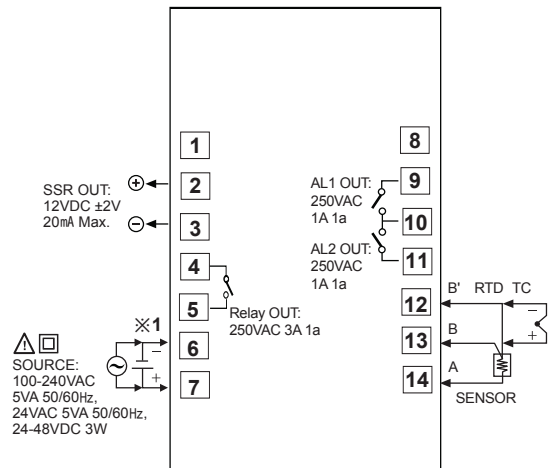 1
2
3
4
5
6
7
8
9
10
11
12
13
14
SSR OUT:
12VDC ±2V
20mA Max.
+
−
Relay OUT:
250VAC 3A 1a
※1
−
+
SOURCE:
100-240VAC
5VA 50/60Hz,
24VAC 5VA 50/60Hz,
24-48VDC 3W
AL1 OUT:
250VAC
1A 1a
AL2 OUT:
250VAC
1A 1a
B' RTD TC
B
A
-
+
SENSOR